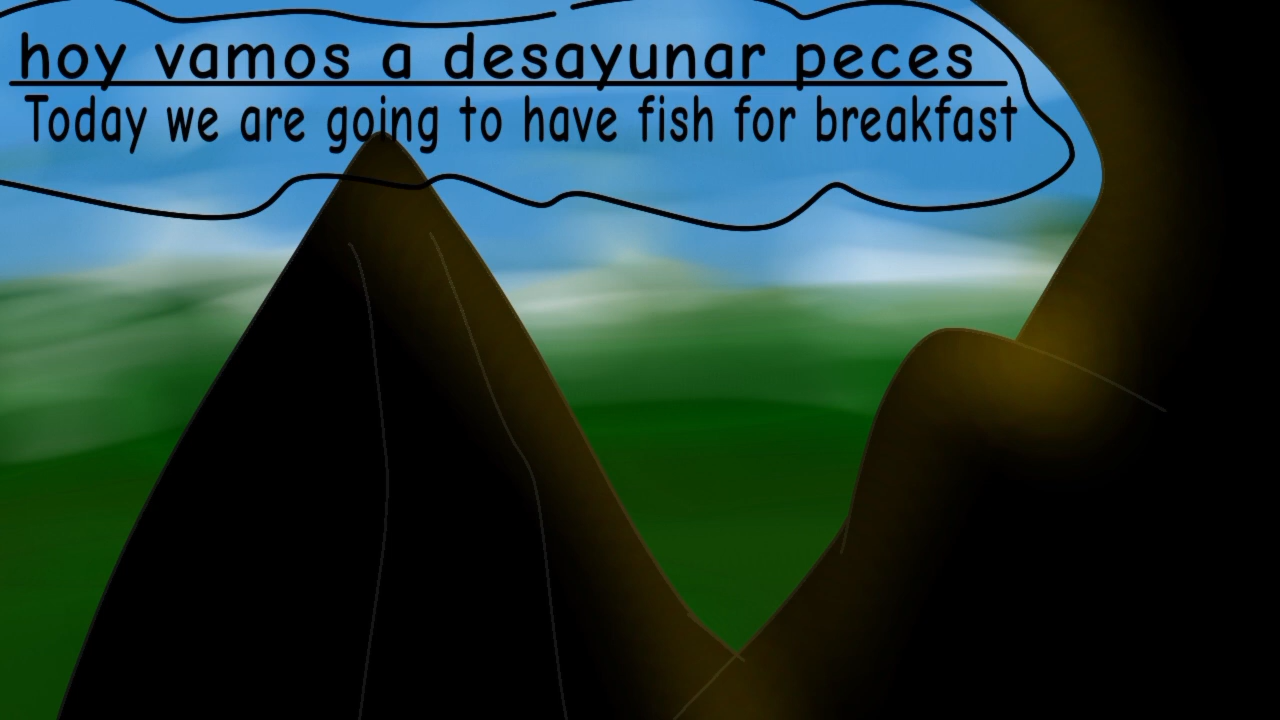 hoy vamos a desayunar peces
Today we are going to have fish for breakfast